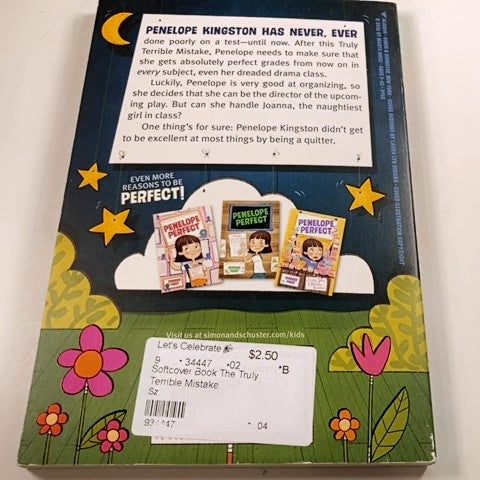 PENELOPE KINGSTON HAS NEVER, EVER
done poorly on a test—until now. After this Truly
Terrible Mistake, Penelope needs to make sure that
she gets absolutely perfect grades from now on in
every subject, even her dreaded drama class.
Luckily, Penelope is very good at organizing, so
she decides that she can be the director of the upcom-
ing play. But can she handle Joanna, the naughtiest
girl in class?
One thing's for sure: Penelope Kingston didn't get
to be excellent at most things by being a quitter.
EVEN MORE
REASONS TO BE
PERFECT!
PENELOPE
PERFECT
PENELOPE
PERFECT
PENELOPE
PERFECT
Visit us at simonandschuster.com/kids
Let's Celebrate
$2.50
9 * 34447 *02 *B
Softcover Book The Truly
Terrible Mistake
Sz
* 04